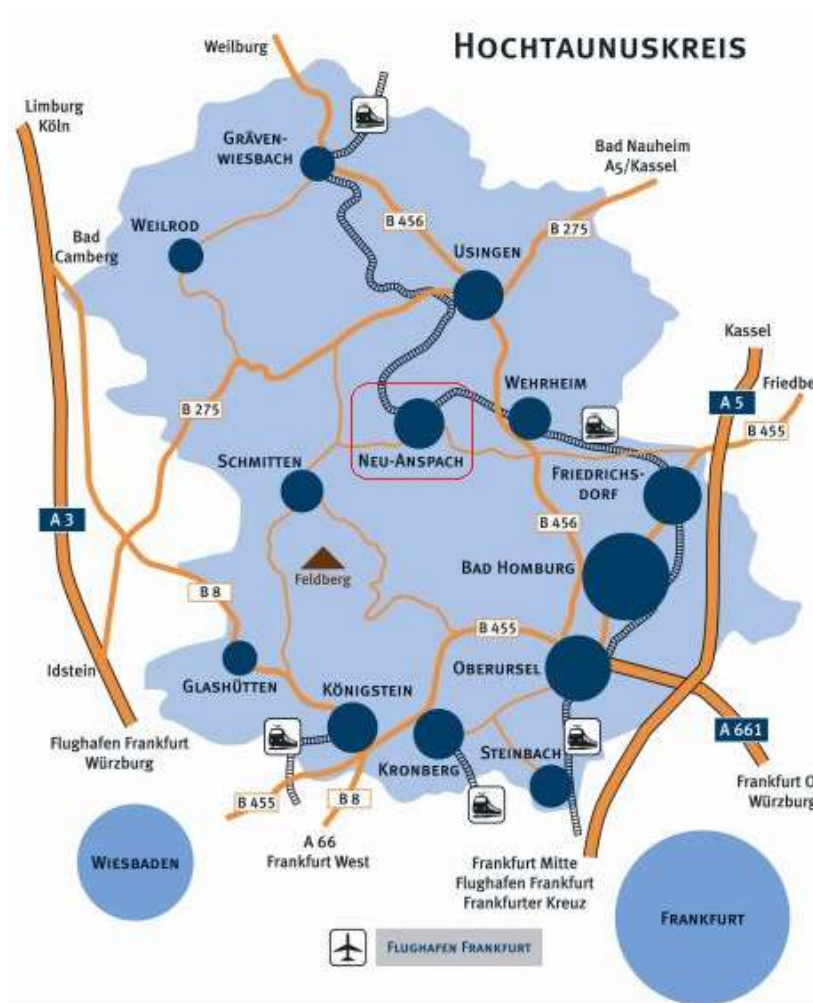 HOCHTAUNUSKREIS
Weilburg
Limburg
Köln
GRÄVEN-
WIESBACH
Bad Nauheim
A5/Kassel
WEILROD
B 456
Bad
Camberg
USINGEN
B 275
Kassel
WEHRHEIM
Friedbe
A 5
B 275
B 455
NEU-ANSPACH
SCHMITTEN
FRIEDRICHS-
DORF
A 3
B 456
BAD HOMBURG
Feldberg
B 8
B 455
Idstein
OBERURSEL
GLASHÜTTEN
KÖNIGSTEIN
A 661
Flughafen Frankfurt
Würzburg
STEINBACH
KRONBERG
Frankfurt O
Würzburg
B 455
B 8
A 66
Frankfurt West
WIESBADEN
Frankfurt Mitte
Flughafen Frankfurt
Frankfurter Kreuz
FRANKFURT
FLUGHAFEN FRANKFURT